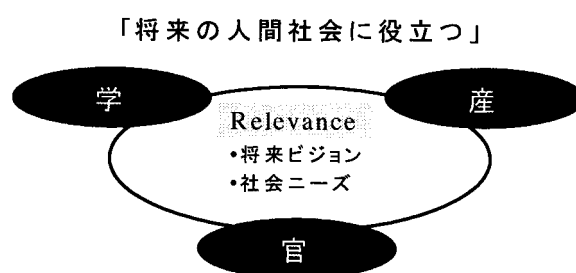 「将来の人間社会に役立つ」
学
産
Relevance
•将来ビジョン
•社会ニーズ
官